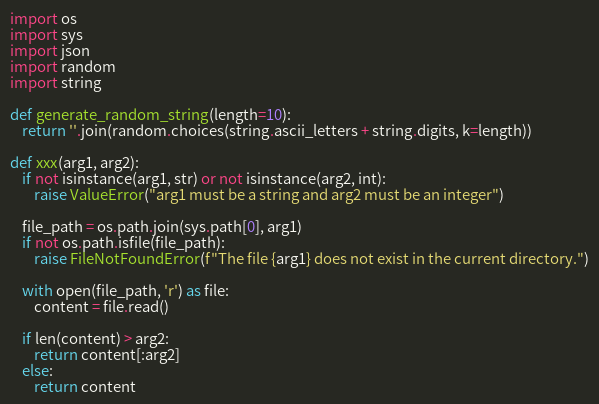 import os
import sys
import json
import random
import string

def generate_random_string(length=10):
    return ''.join(random.choices(string.ascii_letters + string.digits, k=length))

def xxx(arg1, arg2):
    if not isinstance(arg1, str) or not isinstance(arg2, int):
        raise ValueError("arg1 must be a string and arg2 must be an integer")

    file_path = os.path.join(sys.path[0], arg1)
    if not os.path.isfile(file_path):
        raise FileNotFoundError(f"The file {arg1} does not exist in the current directory.")

    with open(file_path, 'r') as file:
        content = file.read()

    if len(content) > arg2:
        return content[:arg2]
    else:
        return content